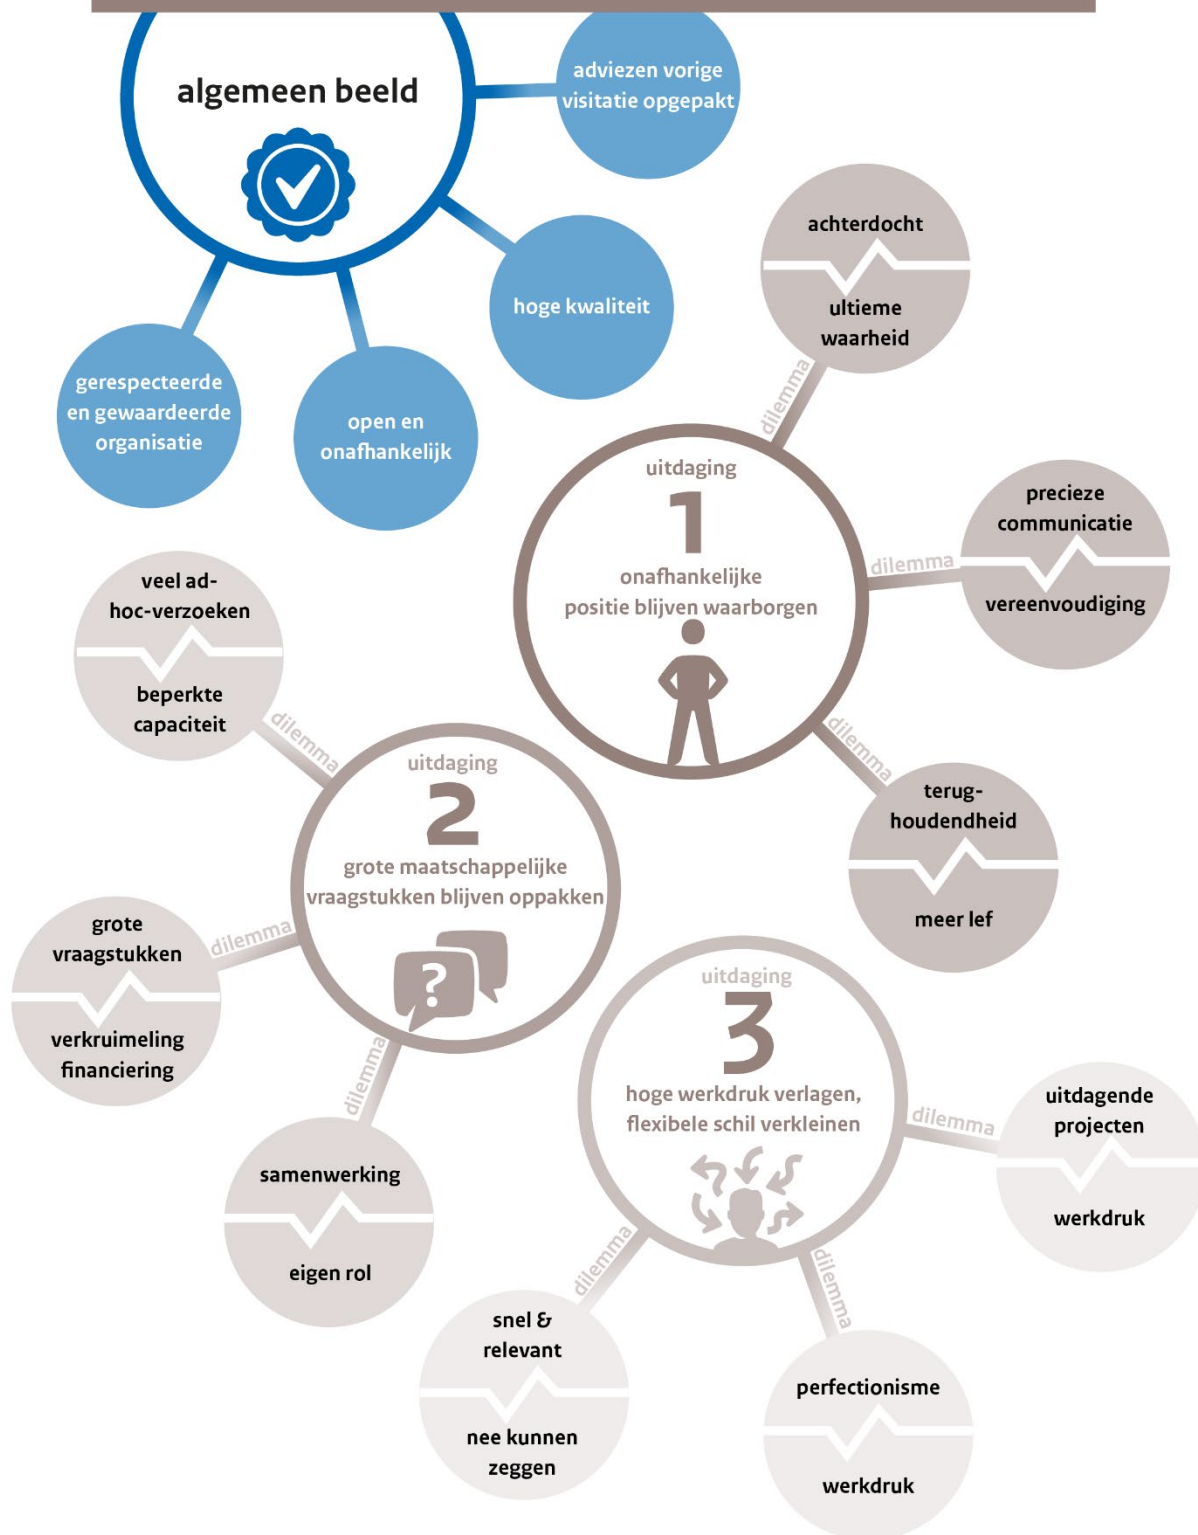 algemeen beeld
adviezen vorige
visitatie opgepakt
hoge kwaliteit
open en
onafhankelijk
gerespecteerde
en gewaardeerde
organisatie
uitdaging
1
onafhankelijke
positie blijven waarborgen
dilemma
achterdocht
ultieme
waarheid
dilemma
precieze
communicatie
vereenvoudiging
dilemma
terug-
houdendheid
meer lef
uitdaging
2
grote maatschappelijke
vraagstukken blijven oppakken
?
dilemma
veel ad-
hoc-verzoeken
beperkte
capaciteit
dilemma
grote
vraagstukken
verkruimeling
financiering
dilemma
samenwerking
eigen rol
uitdaging
3
hoge werkdruk verlagen,
flexibele schil verkleinen
dilemma
uitdagende
projecten
werkdruk
dilemma
perfectionisme
werkdruk
dilemma
snel &
relevant
nee kunnen
zeggen